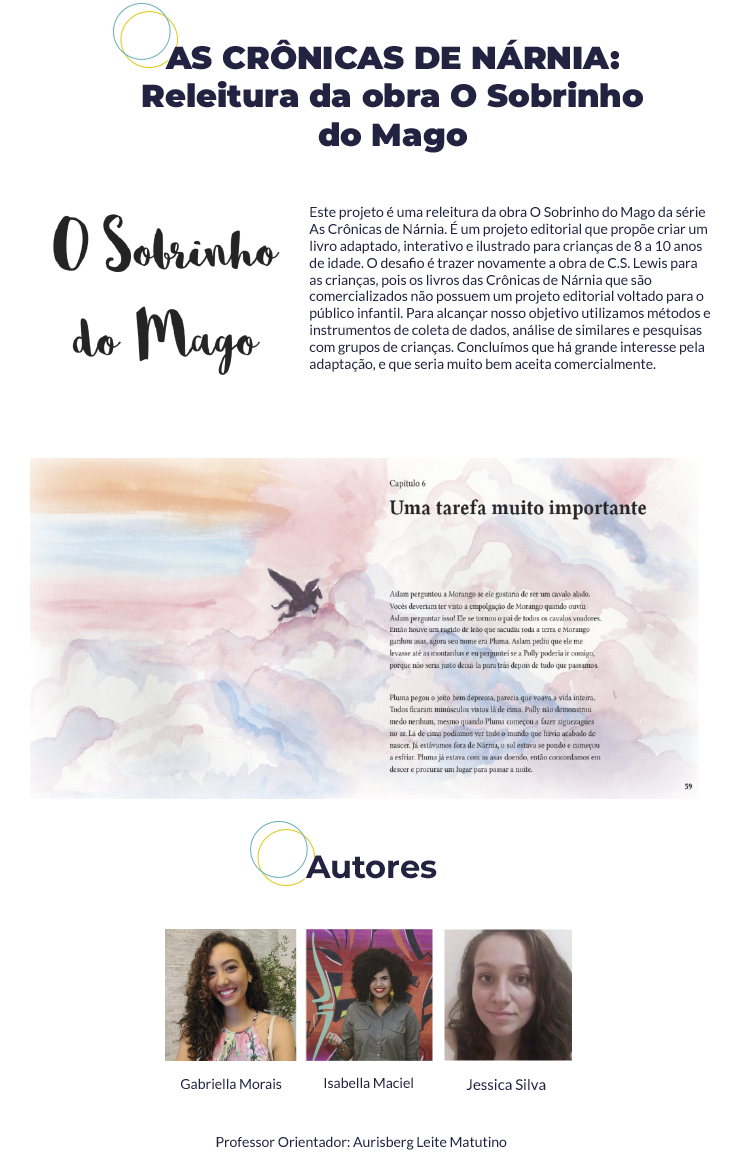 AS CRÔNICAS DE NÁRNIA:
Releitura da obra O Sobrinho
do Mago
O Sobrinho
do Mago
Este projeto é uma releitura da obra O Sobrinho do Mago da série
As Crônicas de Nárnia. É um projeto editorial que propõe criar um
livro adaptado, interativo e ilustrado para crianças de 8 a 10 anos
de idade. O desafio é trazer novamente a obra de C.S. Lewis para
as crianças, pois os livros das Crônicas de Nárnia que são
comercializados não possuem um projeto editorial voltado para o
público infantil. Para alcançar nosso objetivo utilizamos métodos e
instrumentos de coleta de dados, análise de similares e pesquisas
com grupos de crianças. Concluímos que há grande interesse pela
adaptação, e que seria muito bem aceita comercialmente.
Capítulo 6
Uma tarefa muito importante
Aslam perguntou a Morango se ele gostaria de ser um cavalo alado.
Vocês deveriam ter visto a empolgação de Morango quando ouviu
Aslam perguntar isso! Ele se tornou o pai de todos os cavalos voadores.
Então houve um rugido de leão que sacudiu toda a terra e Morango
ganhou asas, agora seu nome era Pluma. Aslam pediu que ele me
levasse até as montanhas e eu perguntei se a Polly poderia ir comigo,
porque não seria justo deixá-la para trás depois de tudo que passamos.
Pluma pegou o jeito bem depressa, parecia que voava a vida inteira.
Todos ficaram minúsculos vistos lá de cima. Polly não demonstrou
medo nenhum, mesmo quando Pluma começou a fazer ziguezagues
no ar. Lá de cima podíamos ver todo o mundo que havia acabado de
nascer. Já estávamos fora de Nárnia, o sol estava se pondo e começou
a esfriar. Pluma já estava com as asas doendo, então concordamos em
descer e procurar um lugar para passar a noite.
59
Autores
Gabriella Morais
Isabella Maciel
Jessica Silva
Professor Orientador: Aurisberg Leite Matutino